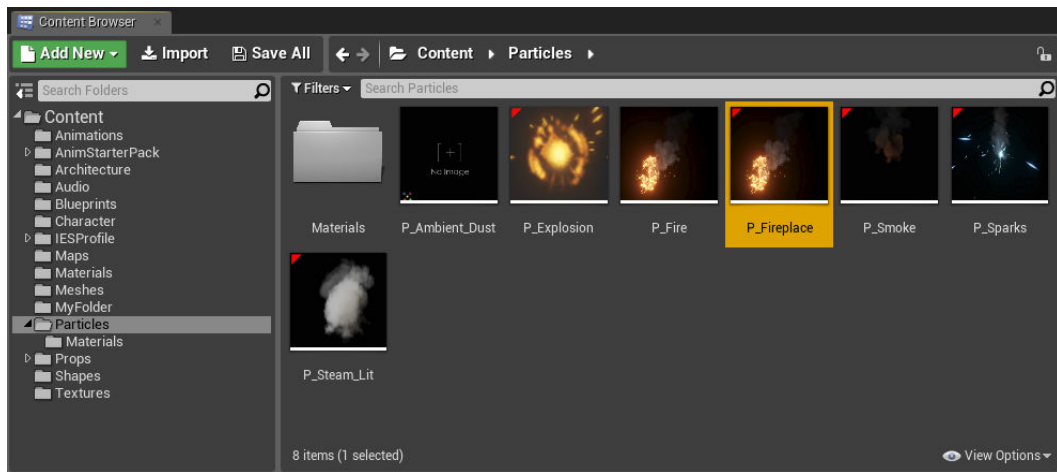 Content Browser
Add New Import Save All Content Particles
Search Folders
Filters Search Particles
Content
Animations
AnimStarterPack
Architecture
Audio
Blueprints
Character
IESProfile
Maps
Materials
Meshes
MyFolder
Particles
Materials
Props
Shapes
Textures
No Image
Materials P_Ambient_Dust P_Explosion P_Fire P_Fireplace P_Smoke P_Sparks
P_Steam_Lit
8 items (1 selected) View Options